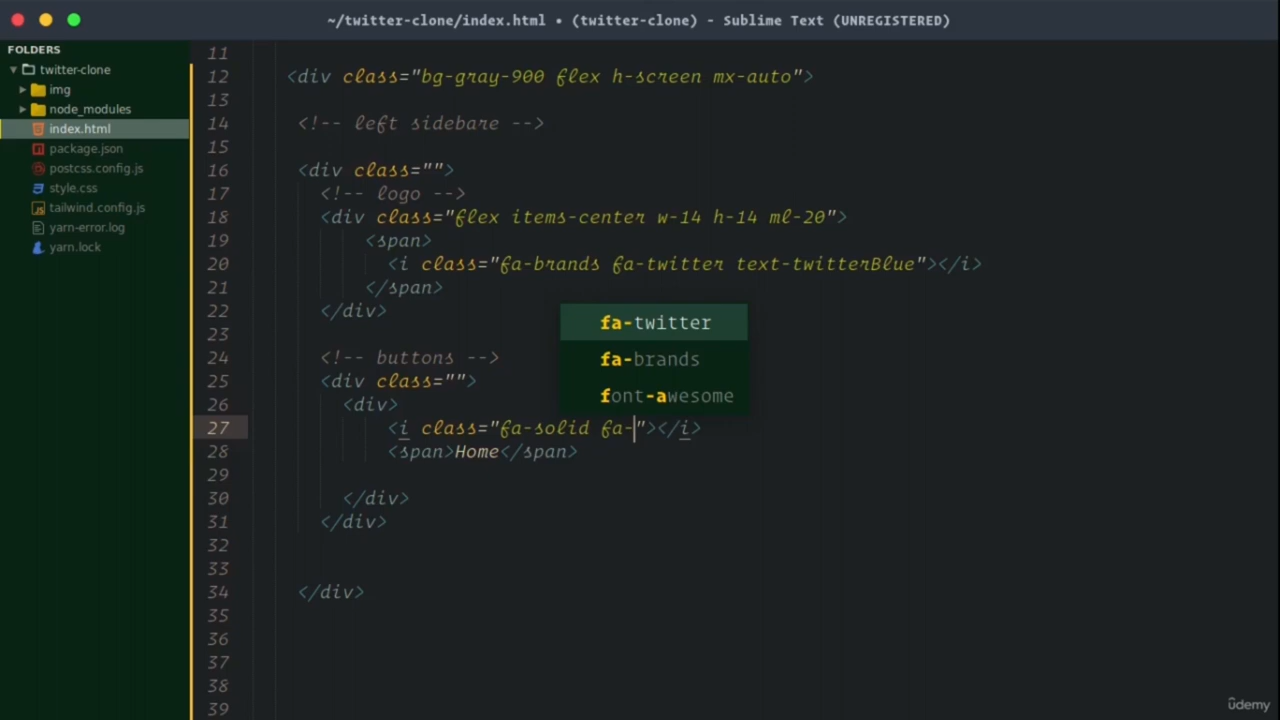 ~/twitter-clone/index.html • (twitter-clone) - Sublime Text (UNREGISTERED)
FOLDERS
twitter-clone
img
node_modules
index.html
package.json
postcss.config.js
style.css
tailwind.config.js
yarn-error.log
yarn.lock
11
12 <div class="bg-gray-900 flex h-screen mx-auto">
13
14 <!-- left sidebare -->
15
16 <div class="">
17 <!-- logo -->
18 <div class="flex items-center w-14 h-14 ml-20">
19 <span>
20 <i class="fa-brands fa-twitter text-twitterBlue"></i>
21 </span>
22 </div>
23
24 <!-- buttons -->
25 <div class="">
26 <div>
27 <i class="fa-solid fa-"></i>
28 <span>Home</span>
29
30 </div>
31 </div>
32
33
34 </div>
35
36
37
38
39
fa-twitter
fa-brands
font-awesome
ûdemy